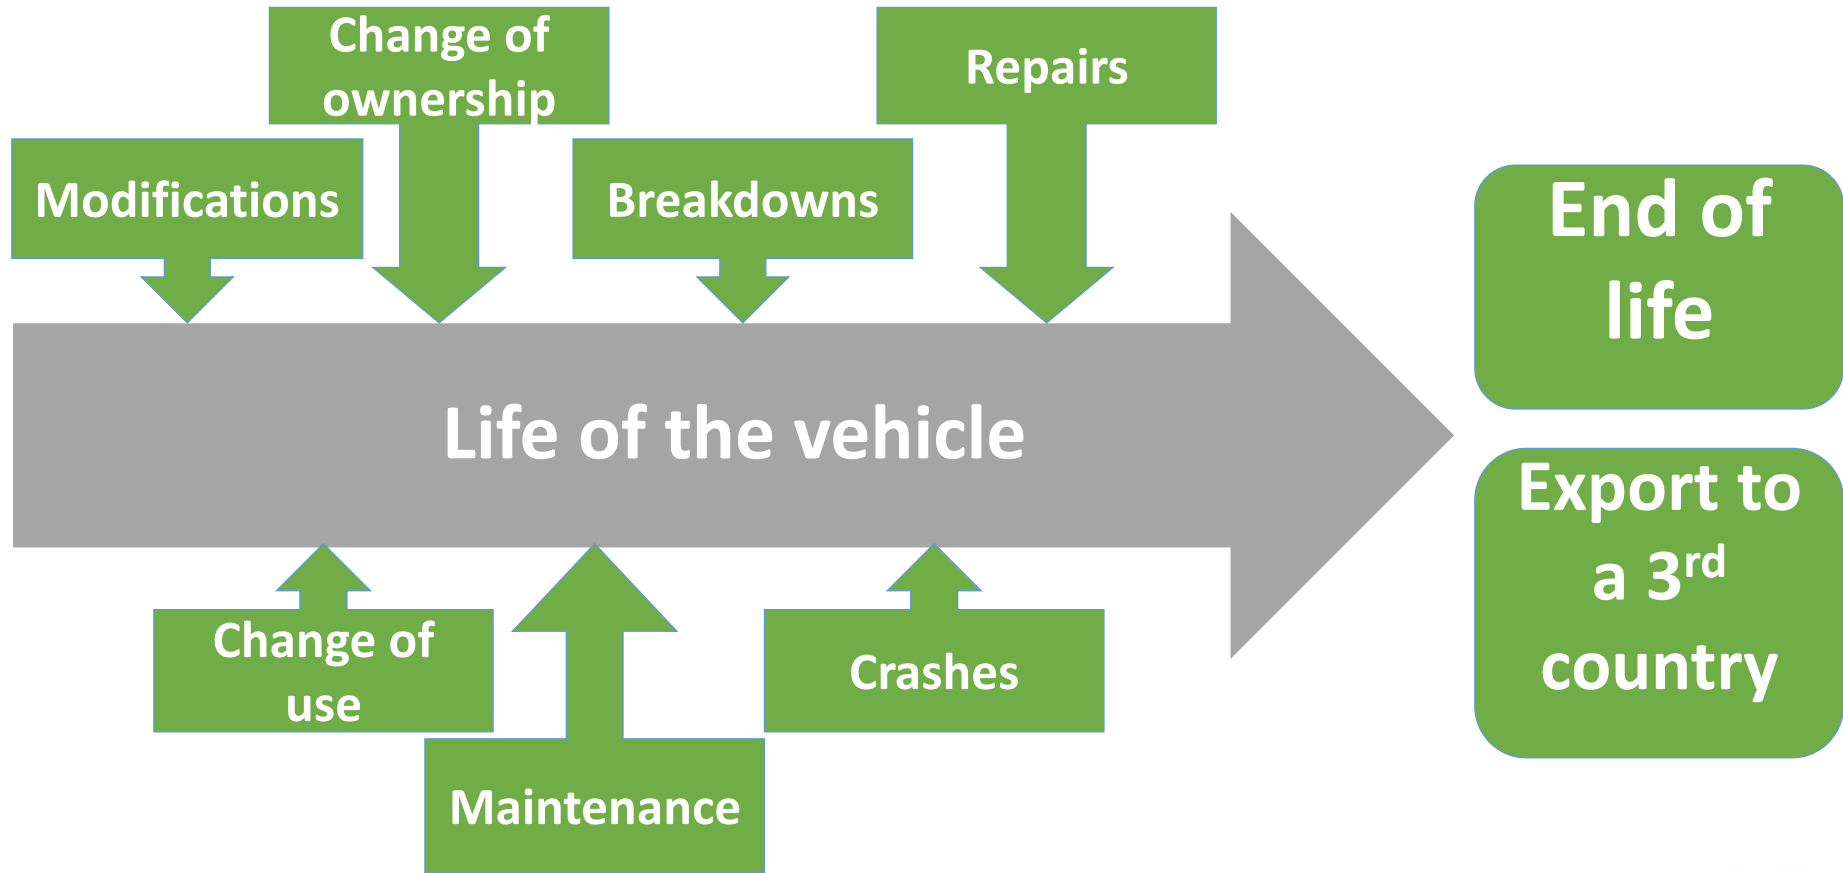 Change of
ownership
Repairs
Modifications
Breakdowns
End of
life
Life of the vehicle
Export to
a 3rd
country
Change of
use
Crashes
Maintenance